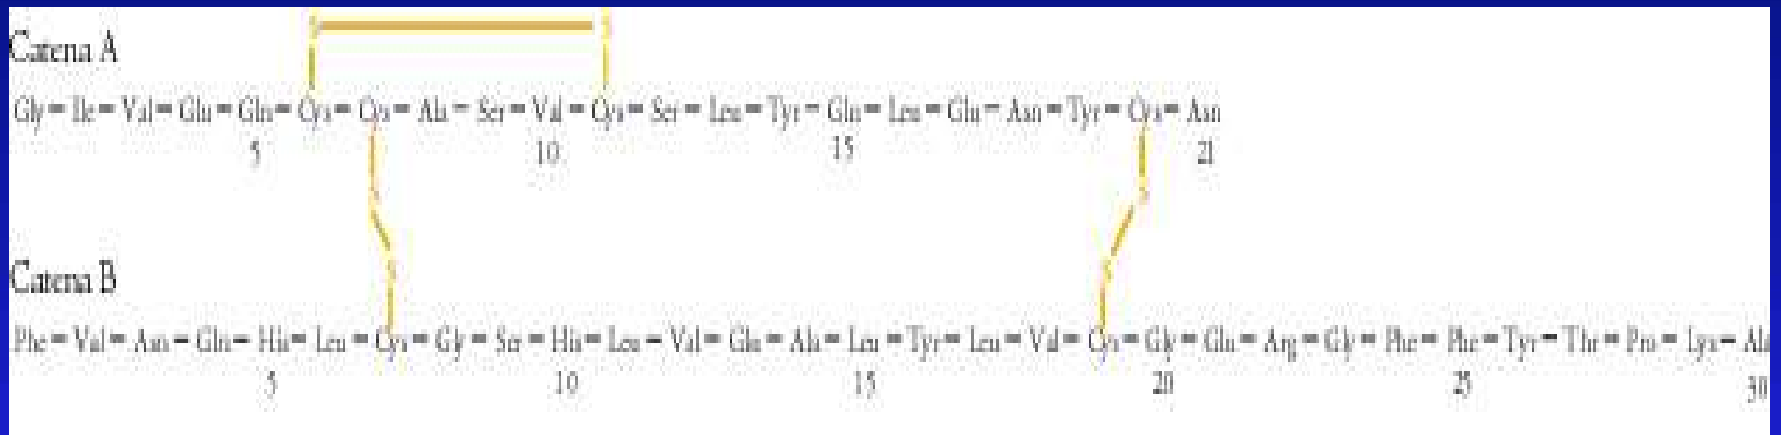 Catena A
Gly – Ile – Val – Glu – Gln – Cys – Cys – Ala – Ser – Val – Cys – Ser – Leu – Tyr – Gln – Leu – Glu – Asn – Tyr – Cys – Asn
5 10 15 21
Catena B
Phe – Val – Asn – Gln – His – Leu – Cys – Gly – Ser – His – Leu – Val – Glu – Ala – Leu – Tyr – Leu – Val – Cys – Gly – Glu – Arg – Gly – Phe – Phe – Tyr – Thr – Pro – Lys – Ala
5 10 15 20 25 30